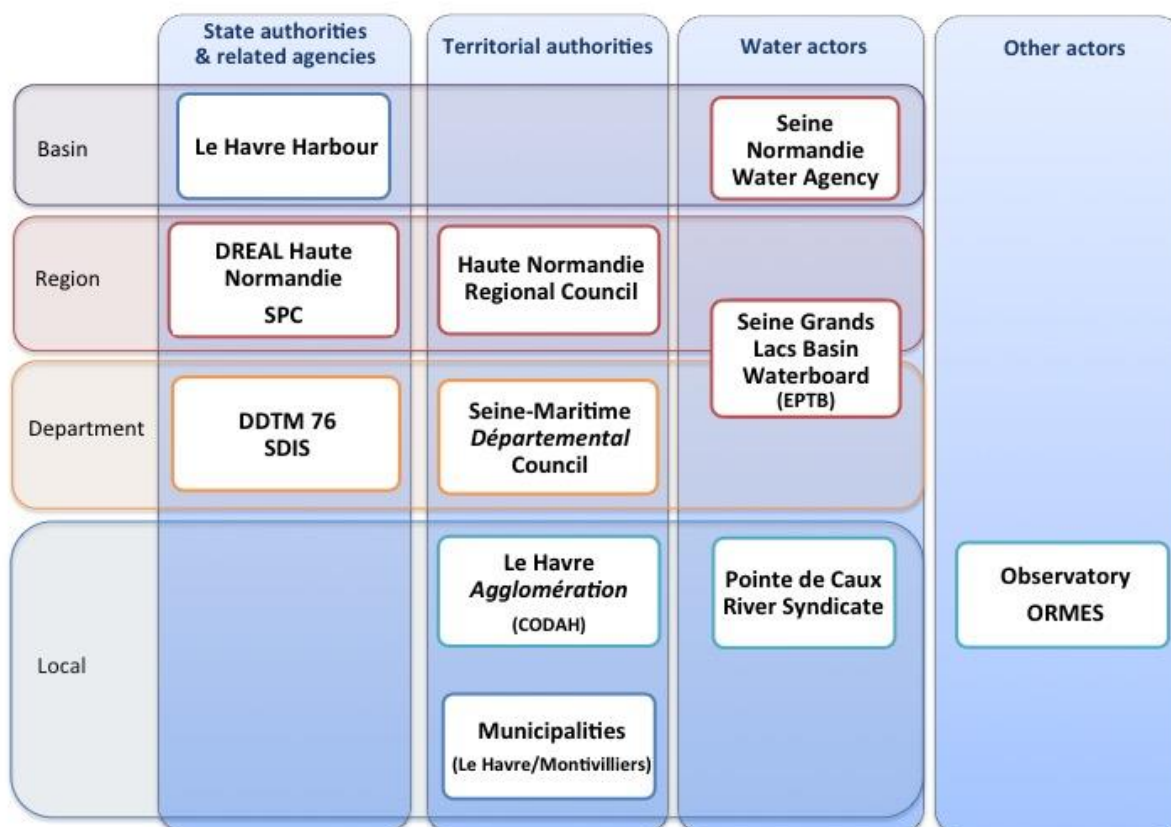 State authorities
& related agencies
Territorial authorities
Water actors
Other actors
Basin
Le Havre Harbour
Seine
Normandie
Water Agency
Region
DREAL Haute
Normandie
SPC
Haute Normandie
Regional Council
Seine Grands
Lacs Basin
Waterboard
(EPTB)
Department
DDTM 76
SDIS
Seine-Maritime
Départemental
Council
Local
Le Havre
Agglomération
(CODAH)
Pointe de Caux
River Syndicate
Observatory
ORMES
Municipalities
(Le Havre/Montivilliers)